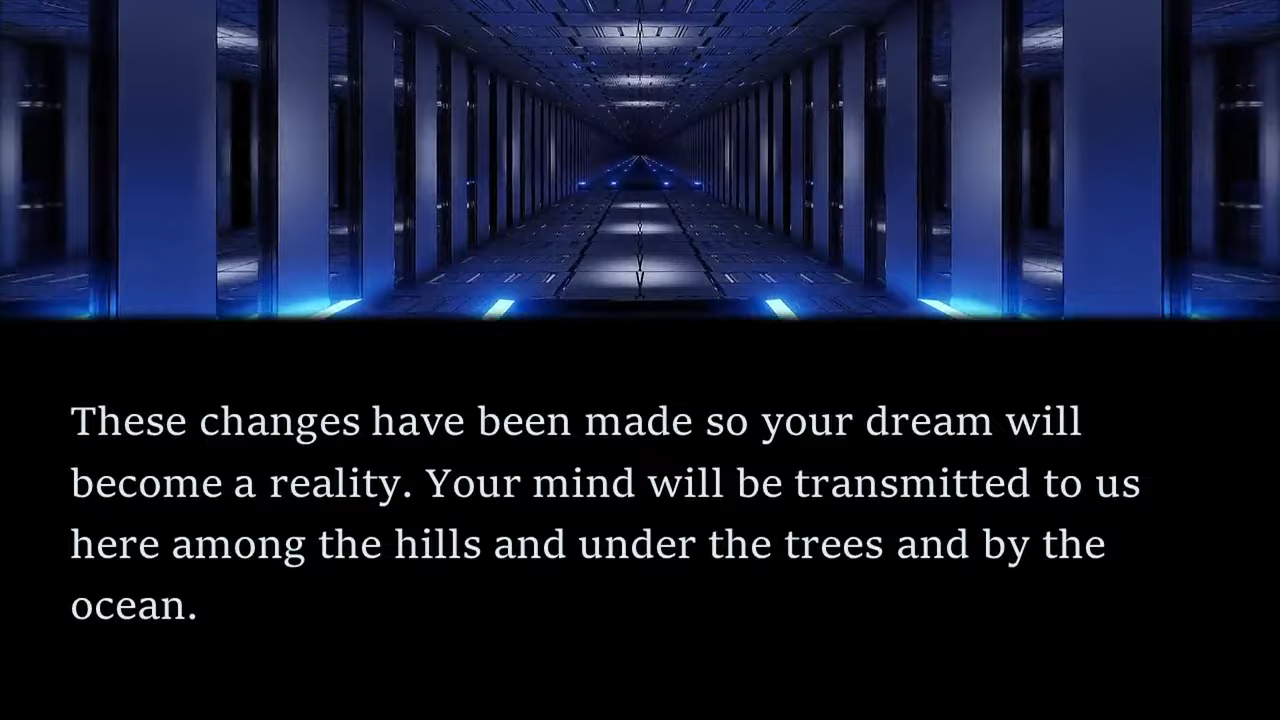 These changes have been made so your dream will
become a reality. Your mind will be transmitted to us
here among the hills and under the trees and by the
ocean.